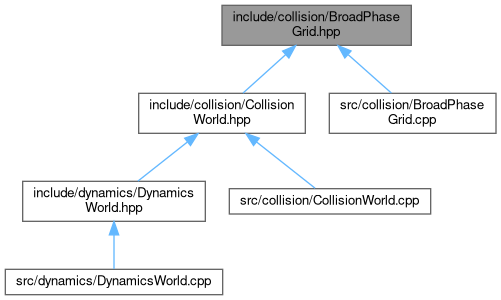 include/collision/BroadPhase
Grid.hpp
include/collision/Collision
World.hpp
src/collision/BroadPhase
Grid.cpp
include/dynamics/Dynamics
World.hpp
src/collision/CollisionWorld.cpp
src/dynamics/DynamicsWorld.cpp